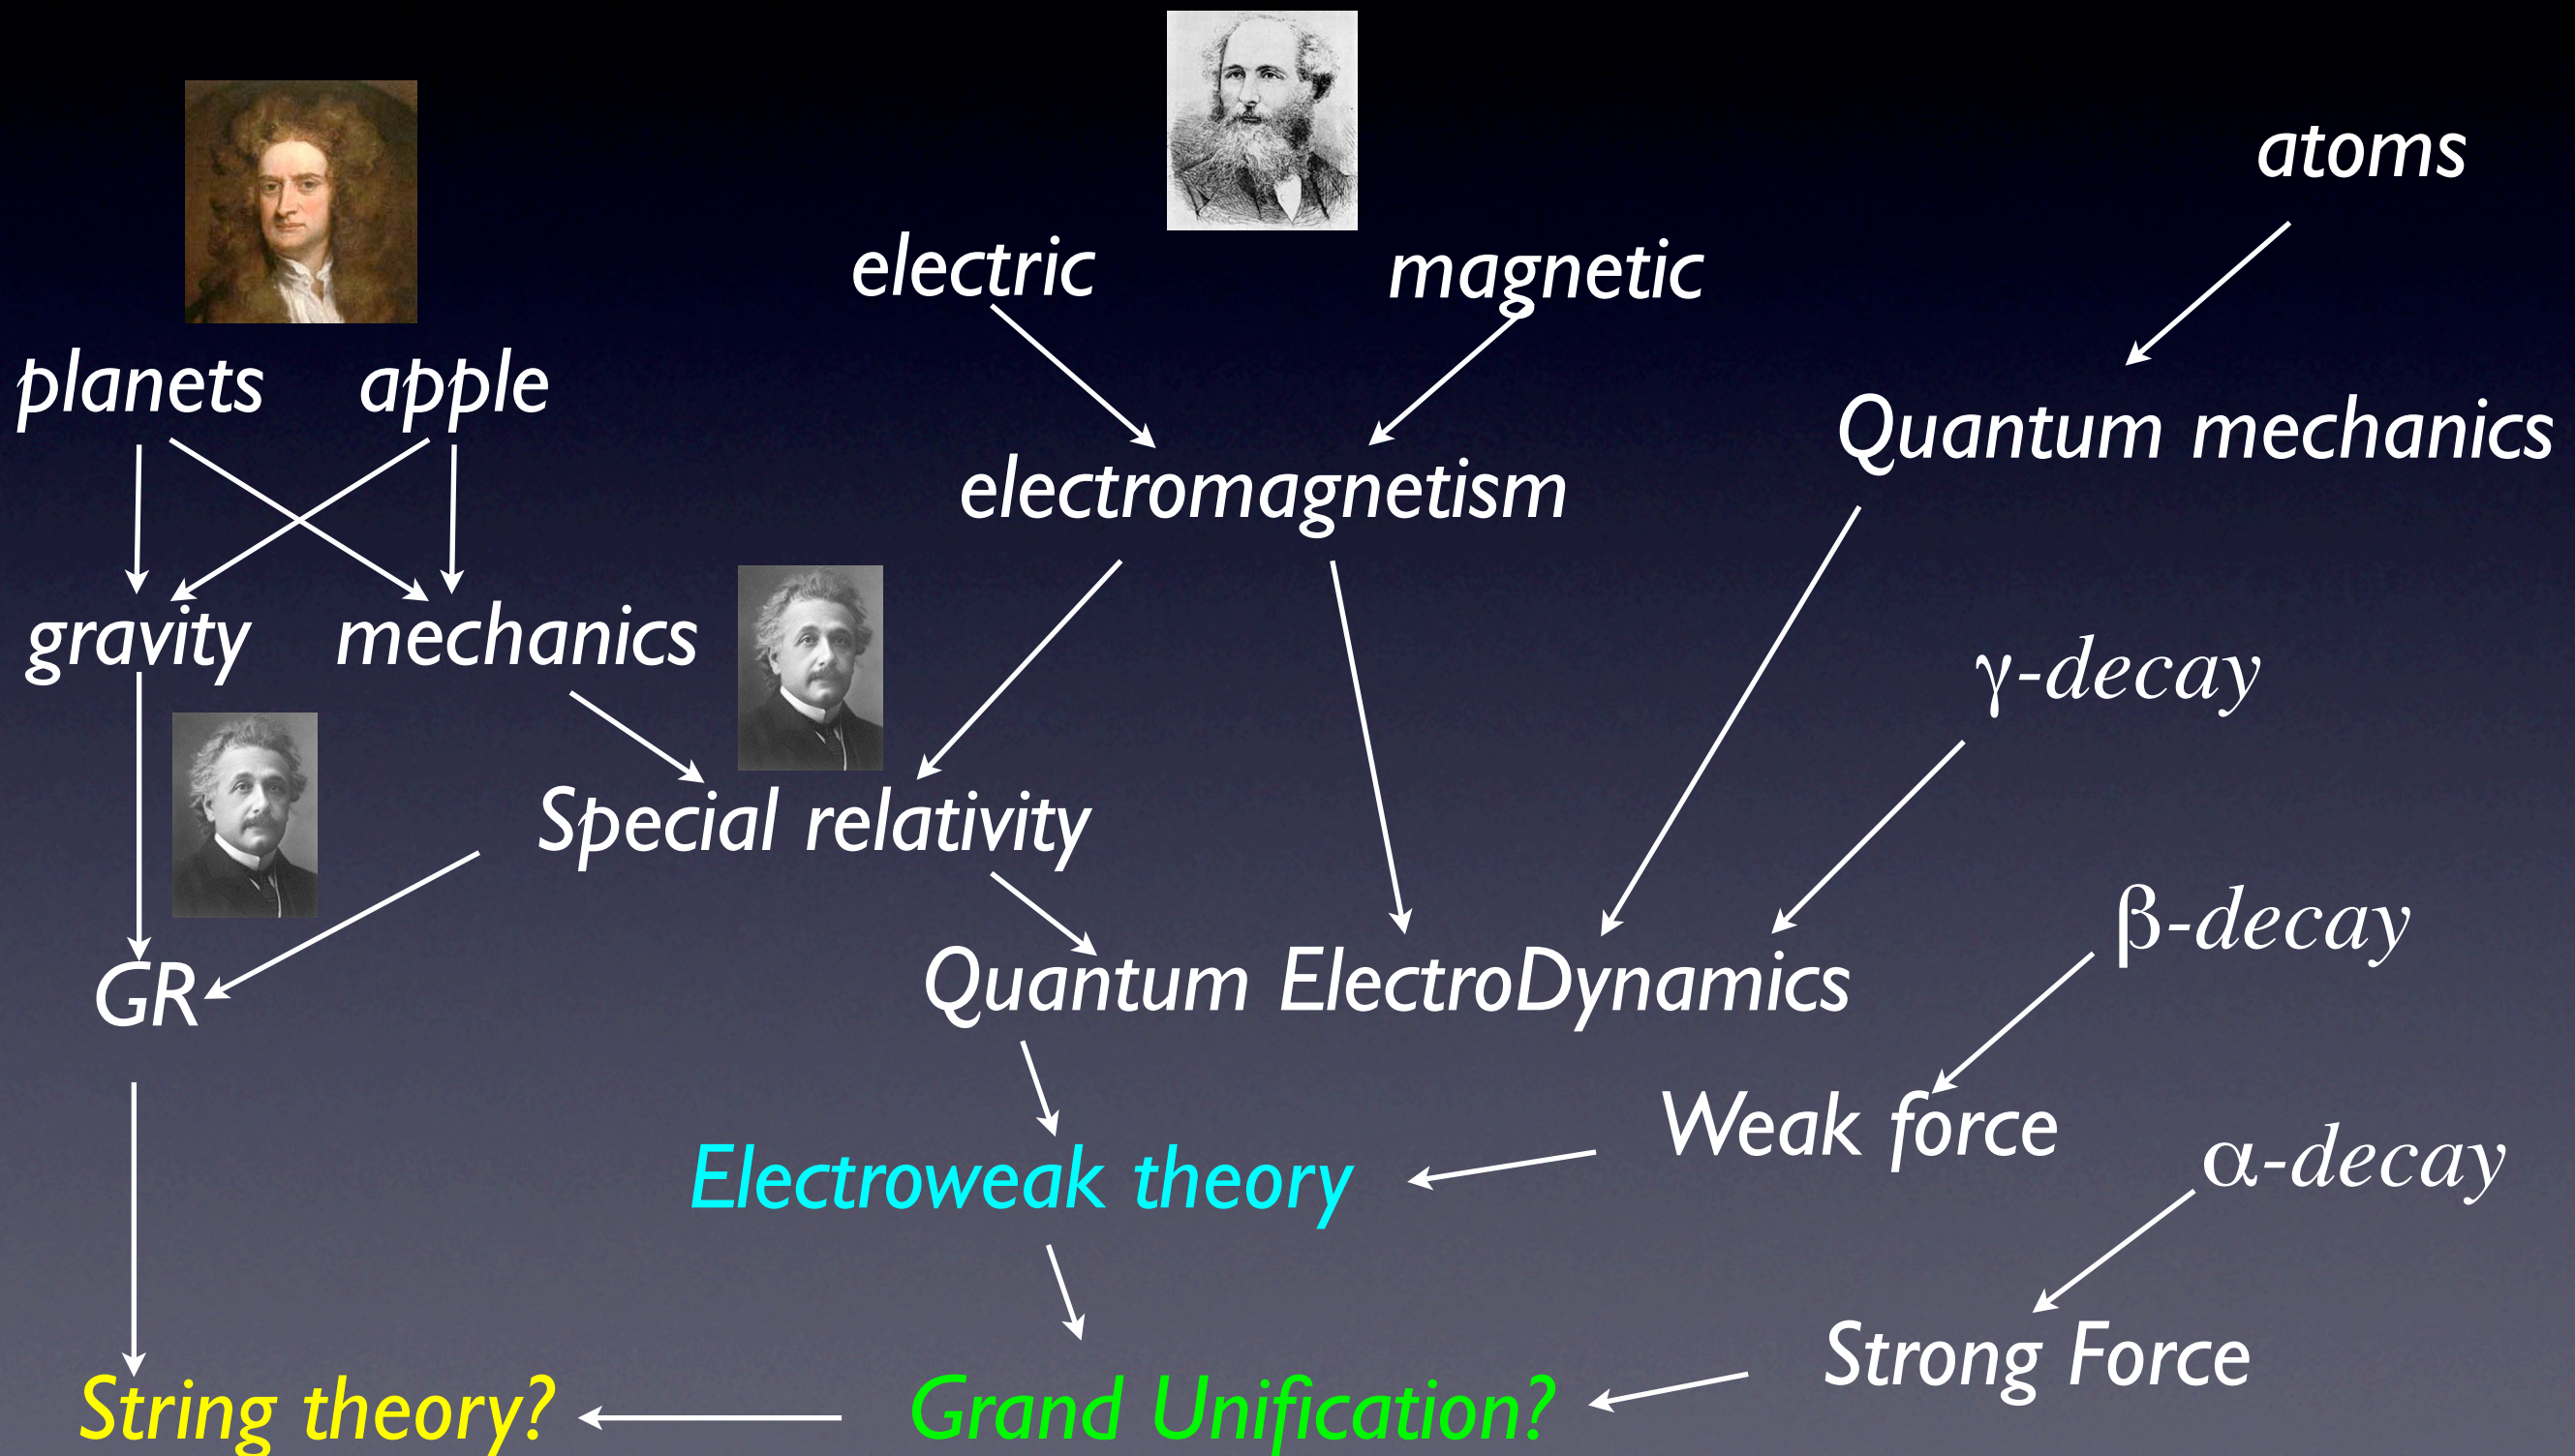 atoms
electric
magnetic
planets
apple
Quantum mechanics
electromagnetism
gravity
mechanics
γ-decay
Special relativity
β-decay
GR
Quantum ElectroDynamics
Weak force
Electroweak theory
α-decay
Strong Force
String theory?
Grand Unification?